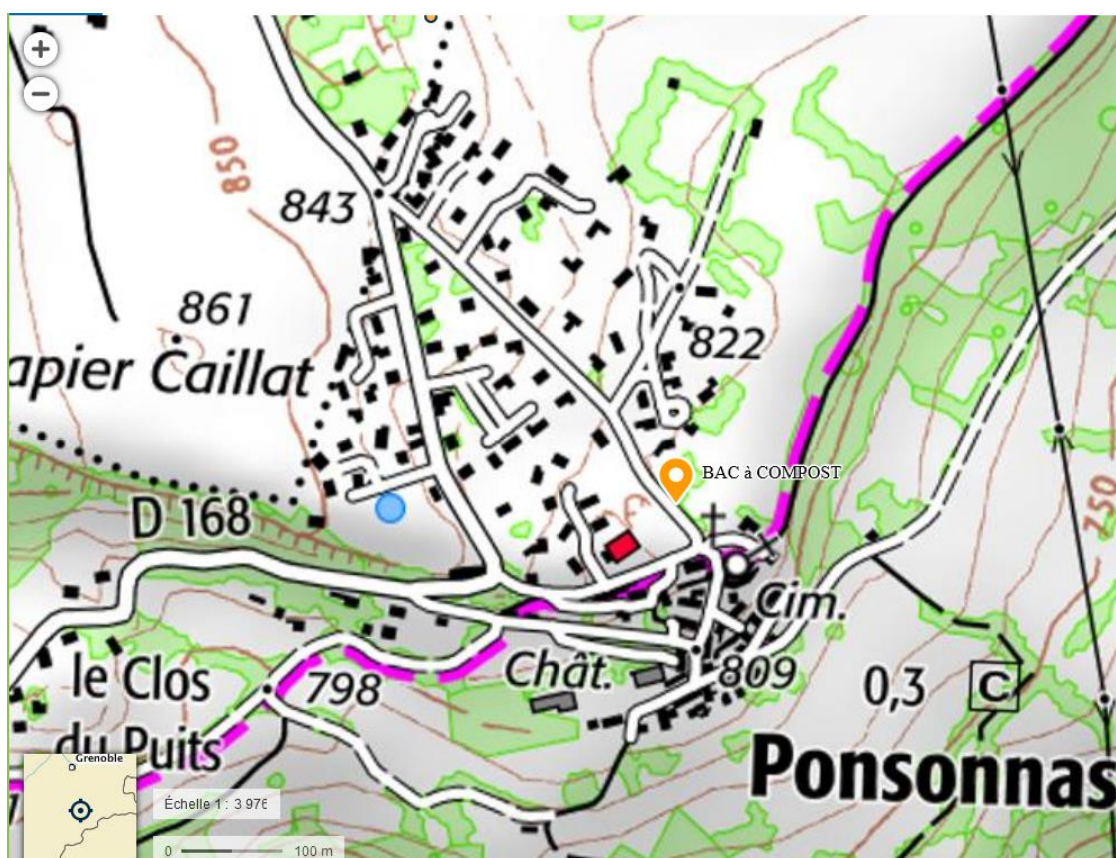 850
843
861
apier Caillat
822
BAC à COMPOST
D 168
Cim.
Chât.
809
le Clos
du Puits
798
0,3
C
Ponsonnas
750
Grenoble
Échelle 1 : 3 976
0
100 m